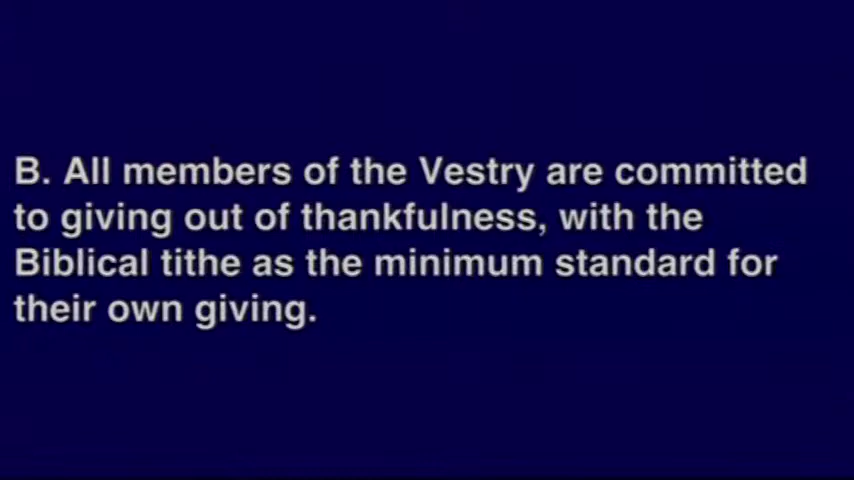 B. All members of the Vestry are committed
to giving out of thankfulness, with the
Biblical tithe as the minimum standard for
their own giving.